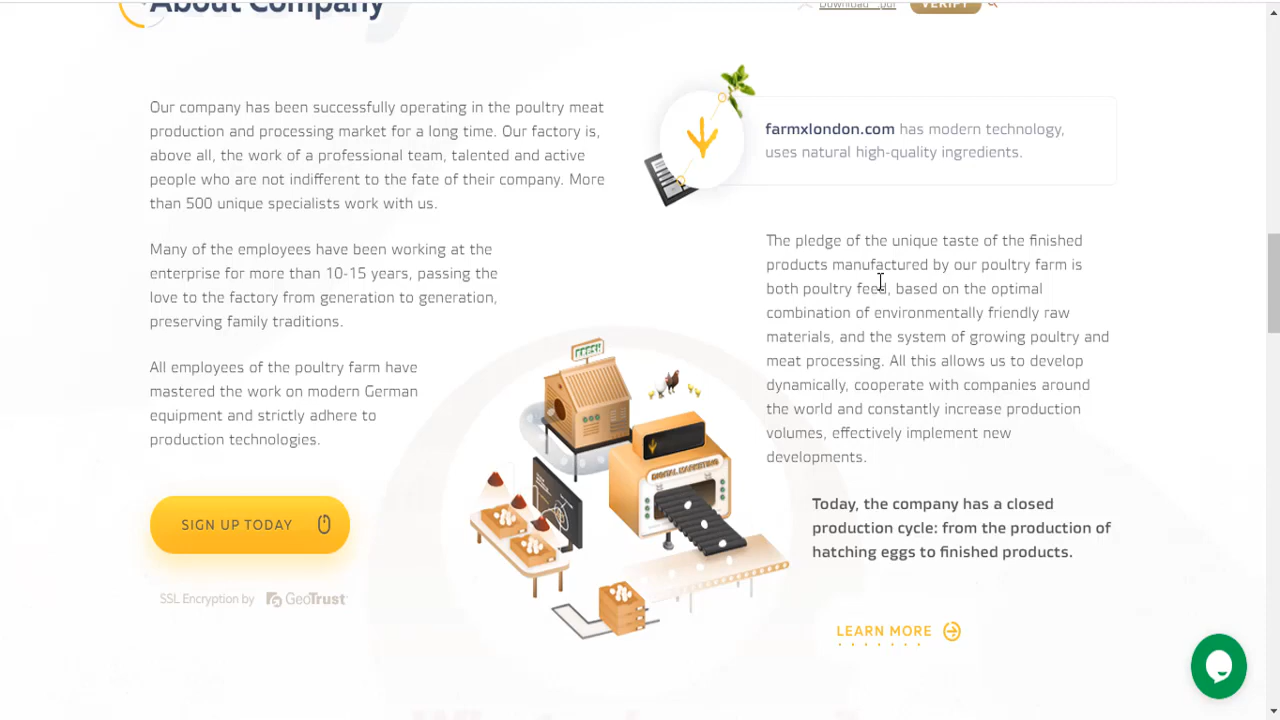 About Company
Download .pdf
VERIFY
Our company has been successfully operating in the poultry meat
production and processing market for a long time. Our factory is,
above all, the work of a professional team, talented and active
people who are not indifferent to the fate of their company. More
than 500 unique specialists work with us.
Many of the employees have been working at the
enterprise for more than 10-15 years, passing the
love to the factory from generation to generation,
preserving family traditions.
All employees of the poultry farm have
mastered the work on modern German
equipment and strictly adhere to
production technologies.
SIGN UP TODAY
SSL Encryption by GeoTrust
farmxlondon.com has modern technology,
uses natural high-quality ingredients.
The pledge of the unique taste of the finished
products manufactured by our poultry farm is
both poultry feed, based on the optimal
combination of environmentally friendly raw
materials, and the system of growing poultry and
meat processing. All this allows us to develop
dynamically, cooperate with companies around
the world and constantly increase production
volumes, effectively implement new
developments.
Today, the company has a closed
production cycle: from the production of
hatching eggs to finished products.
LEARN MORE
FRESH
DIGITAL MARKETING